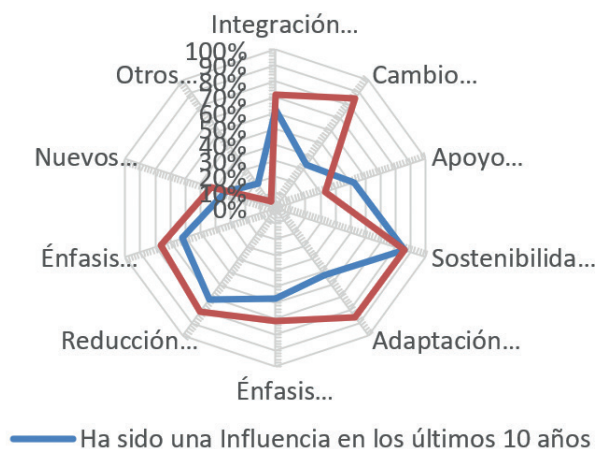 Integración...
Cambio...
Apoyo...
Sostenibilida...
Adaptación...
Énfasis...
Reducción...
Énfasis...
Nuevos...
Otros...
100%
90%
80%
70%
60%
50%
40%
30%
20%
10%
0%
Ha sido una Influencia en los últimos 10 años